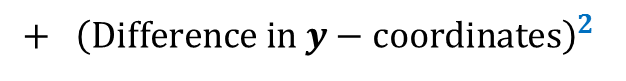 + (Difference in y – coordinates)²